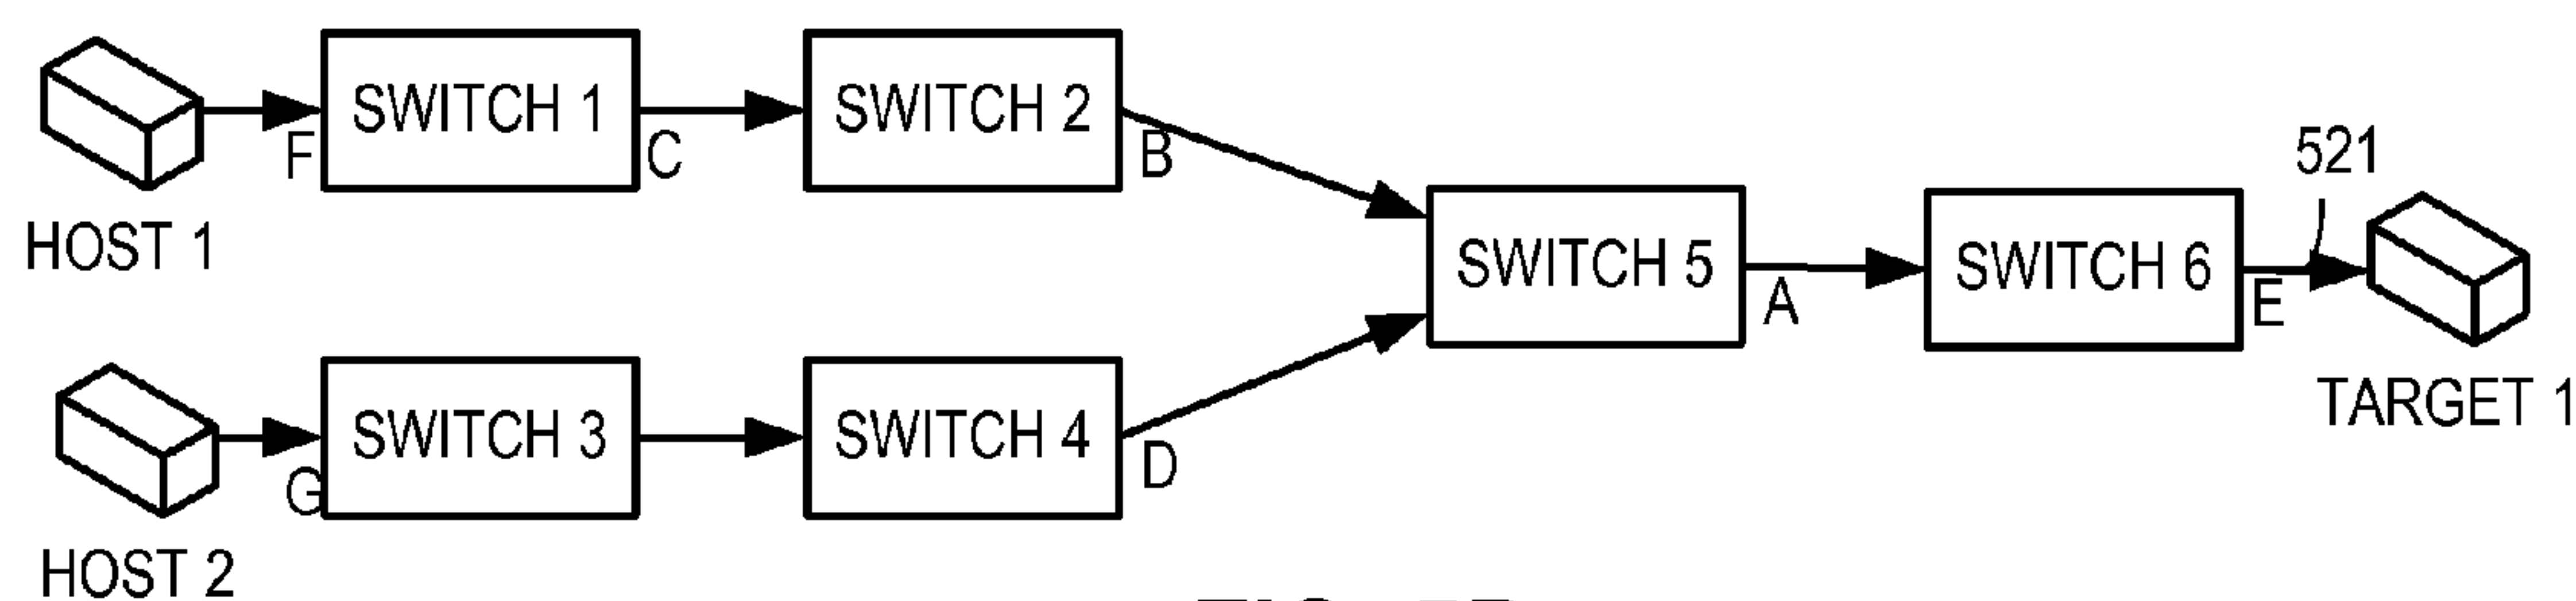 SWITCH 1
SWITCH 2
F
C
B
521
HOST 1
SWITCH 5
SWITCH 6
A
E
TARGET 1
SWITCH 3
SWITCH 4
G
D
HOST 2